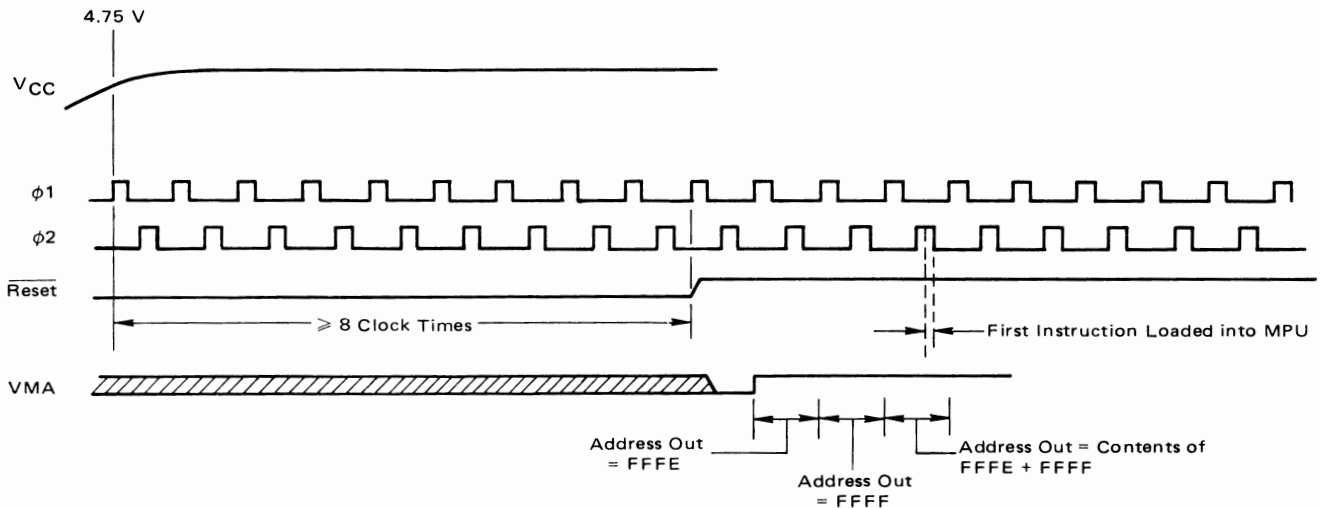 4.75 V
VCC
ϕ1
ϕ2
Reset
⩾ 8 Clock Times
First Instruction Loaded into MPU
VMA
Address Out
= FFFE
Address Out
= FFFF
Address Out = Contents of
FFFE + FFFF